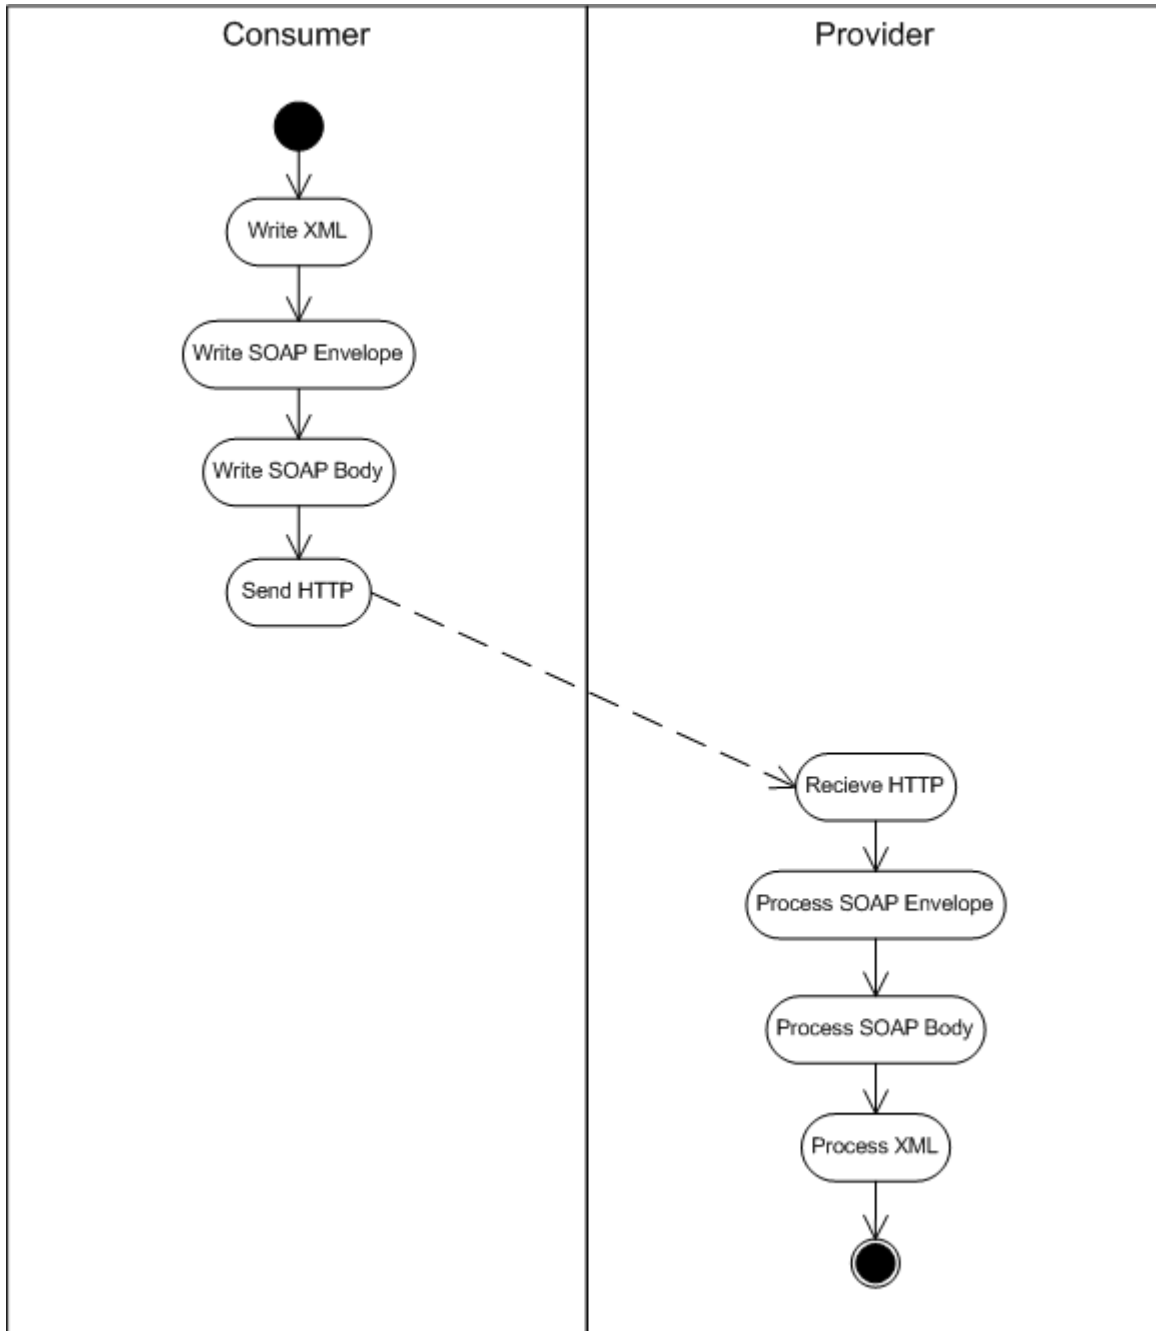 Consumer
Provider
Write XML
Write SOAP Envelope
Write SOAP Body
Send HTTP
Recieve HTTP
Process SOAP Envelope
Process SOAP Body
Process XML